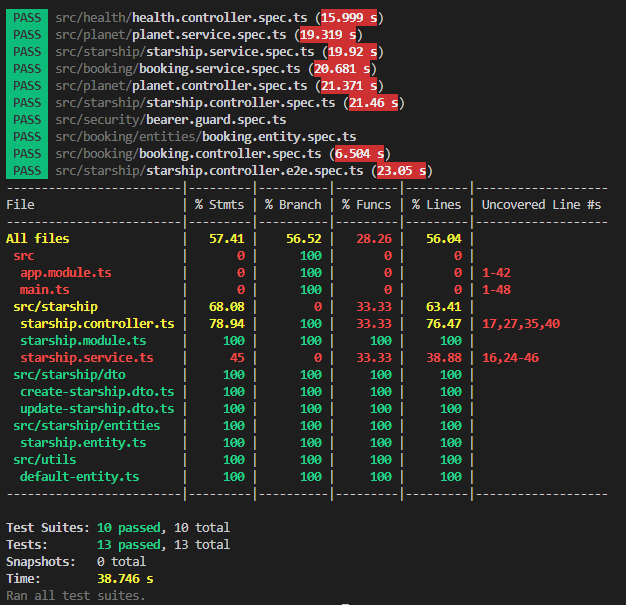 PASS src/health/health.controller.spec.ts (15.999 s)
PASS src/planet/planet.service.spec.ts (19.319 s)
PASS src/starship/starship.service.spec.ts (19.92 s)
PASS src/booking/booking.service.spec.ts (20.681 s)
PASS src/planet/planet.controller.spec.ts (21.371 s)
PASS src/starship/starship.controller.spec.ts (21.46 s)
PASS src/security/bearer.guard.spec.ts
PASS src/booking/entities/booking.entity.spec.ts
PASS src/booking/booking.controller.spec.ts (6.504 s)
PASS src/starship/starship.controller.e2e.spec.ts (23.05 s)
-------------------------|---------|----------|---------|---------|-------------------
File                     | % Stmts | % Branch | % Funcs | % Lines | Uncovered Line #s
-------------------------|---------|----------|---------|---------|-------------------
All files                |   57.41 |    56.52 |   28.26 |   56.04 |
 src                     |       0 |      100 |       0 |       0 |
  app.module.ts          |       0 |      100 |       0 |       0 | 1-42
  main.ts                |       0 |      100 |       0 |       0 | 1-48
 src/starship            |   68.08 |        0 |   33.33 |   63.41 |
  starship.controller.ts |   78.94 |      100 |   33.33 |   76.47 | 17,27,35,40
  starship.module.ts     |     100 |      100 |     100 |     100 |
  starship.service.ts    |      45 |        0 |   33.33 |   38.88 | 16,24-46
 src/starship/dto        |     100 |      100 |     100 |     100 |
  create-starship.dto.ts |     100 |      100 |     100 |     100 |
  update-starship.dto.ts |     100 |      100 |     100 |     100 |
 src/starship/entities   |     100 |      100 |     100 |     100 |
  starship.entity.ts     |     100 |      100 |     100 |     100 |
 src/utils               |     100 |      100 |     100 |     100 |
  default-entity.ts      |     100 |      100 |     100 |     100 |
-------------------------|---------|----------|---------|---------|-------------------
Test Suites: 10 passed, 10 total
Tests:       13 passed, 13 total
Snapshots:   0 total
Time:        38.746 s
Ran all test suites.